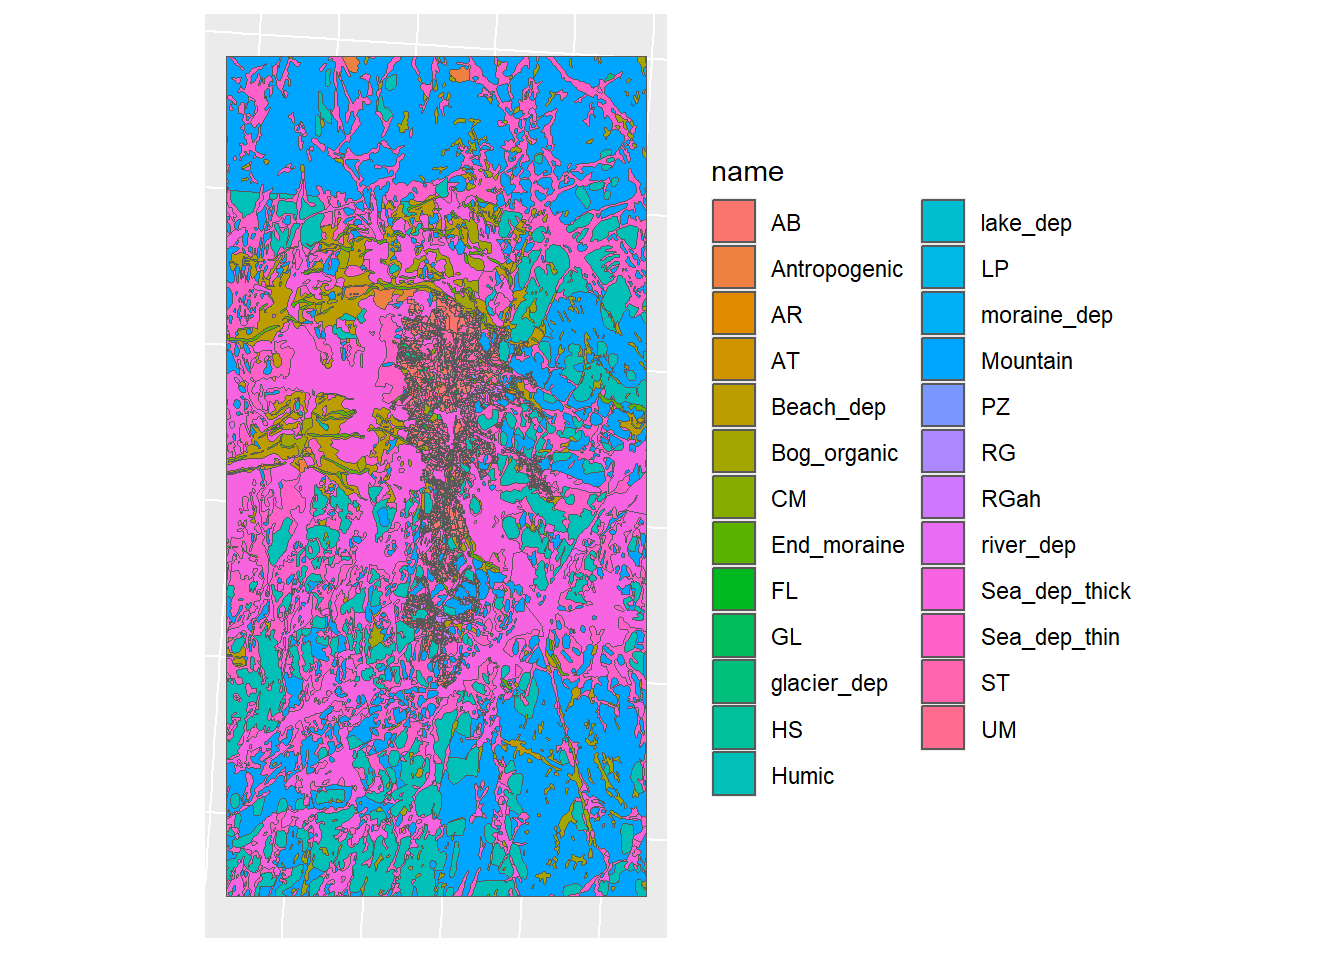 name
AB
Antropogenic
AR
AT
Beach_dep
Bog_organic
CM
End_moraine
FL
GL
glacier_dep
HS
Humic
lake_dep
LP
moraine_dep
Mountain
PZ
RG
RGah
river_dep
Sea_dep_thick
Sea_dep_thin
ST
UM